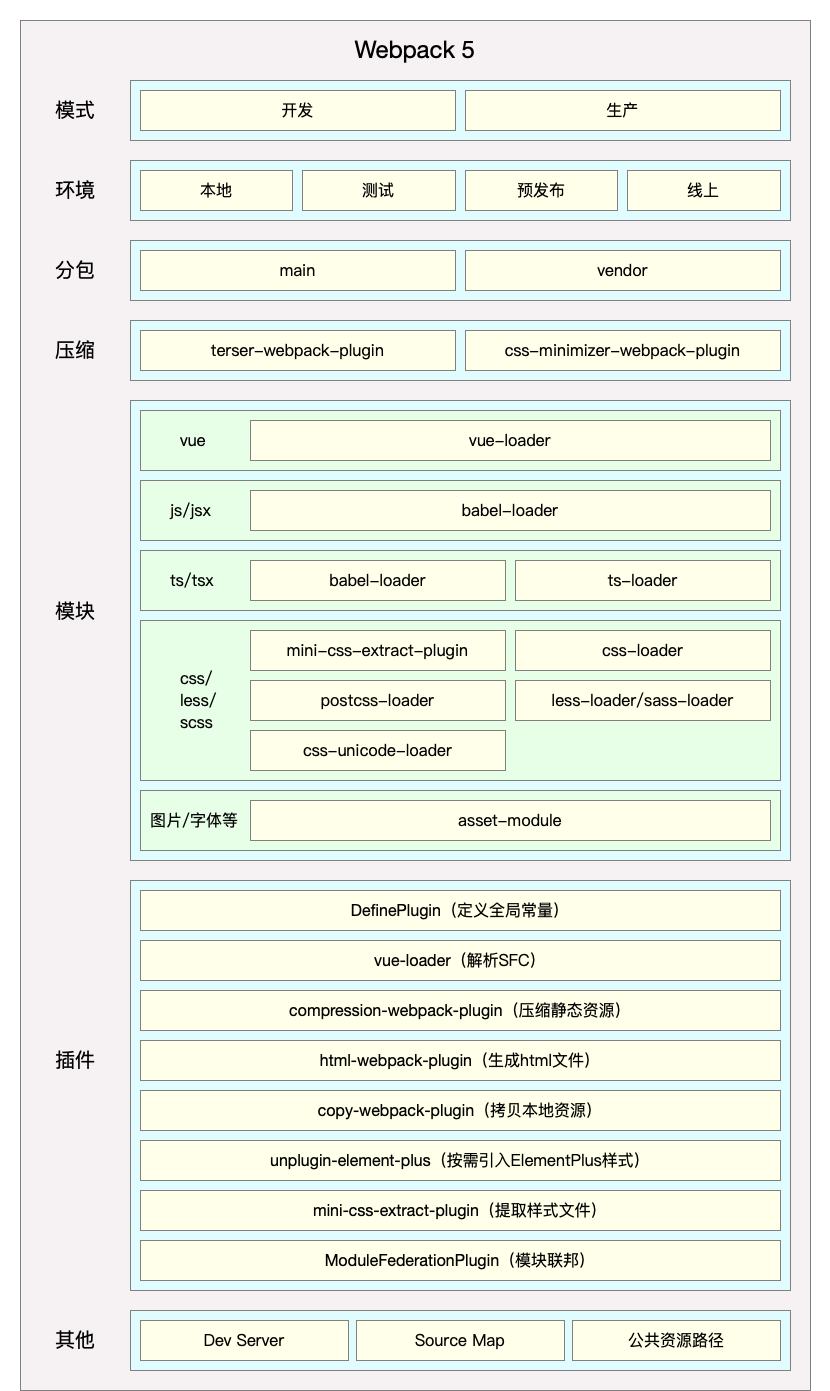 Webpack 5
模式
开发
生产
环境
本地
测试
预发布
线上
分包
main
vendor
压缩
terser-webpack-plugin
css-minimizer-webpack-plugin
模块
vue
vue-loader
js/jsx
babel-loader
ts/tsx
babel-loader
ts-loader
css/
less/
scss
mini-css-extract-plugin
css-loader
postcss-loader
less-loader/sass-loader
css-unicode-loader
图片/字体等
asset-module
插件
DefinePlugin（定义全局常量）
vue-loader（解析SFC）
compression-webpack-plugin（压缩静态资源）
html-webpack-plugin（生成html文件）
copy-webpack-plugin（拷贝本地资源）
unplugin-element-plus（按需引入ElementPlus样式）
mini-css-extract-plugin（提取样式文件）
ModuleFederationPlugin（模块联邦）
其他
Dev Server
Source Map
公共资源路径